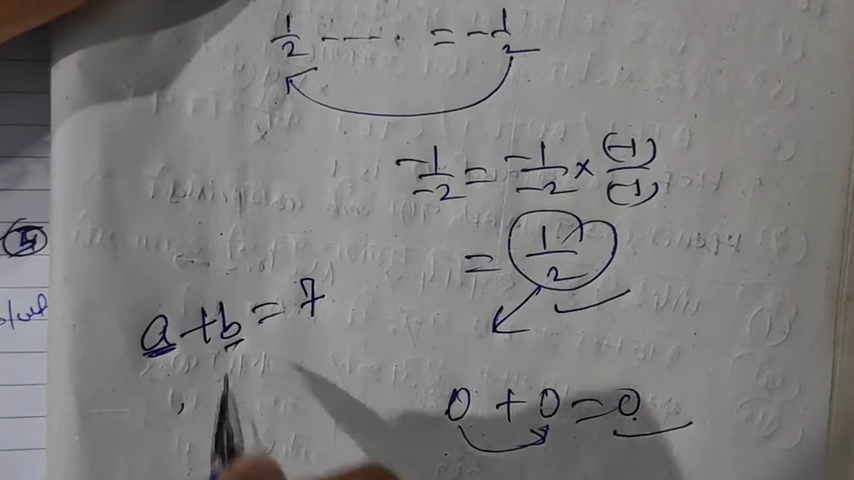 1/2 ---- . = -1/2
-1/-2 = -1/-2 × (-1)/(-1)
= 1/2
a + b = 7
0 + 0 = 0